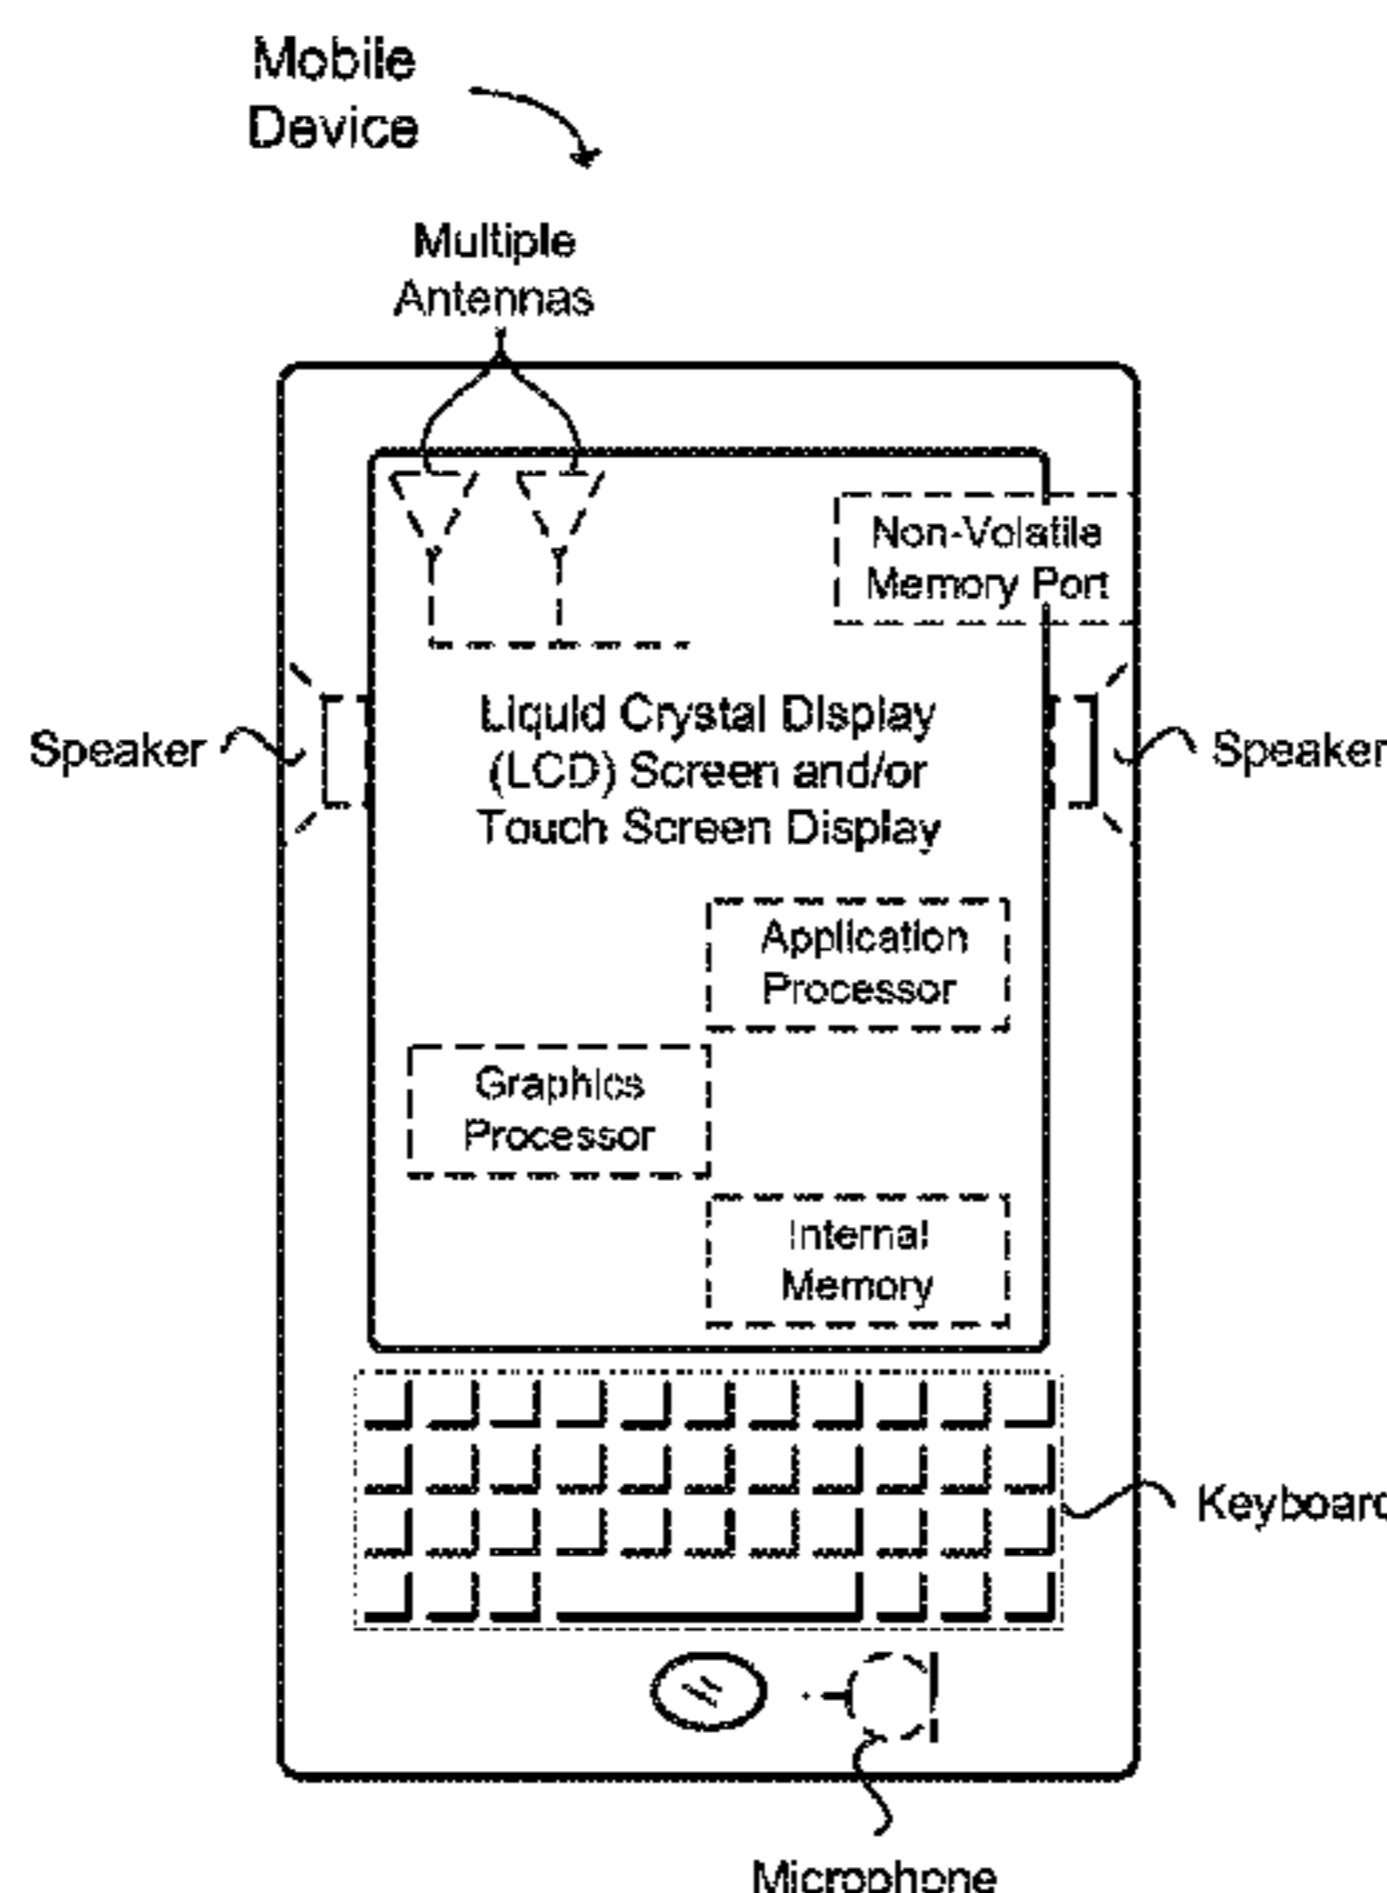 Mobile
Device
Multiple
Antennas
Non-Volatile
Memory Port
Speaker
Liquid Crystal Display
(LCD) Screen and/or
Touch Screen Display
Speaker
Application
Processor
Graphics
Processor
Internal
Memory
Keyboard
Microphone